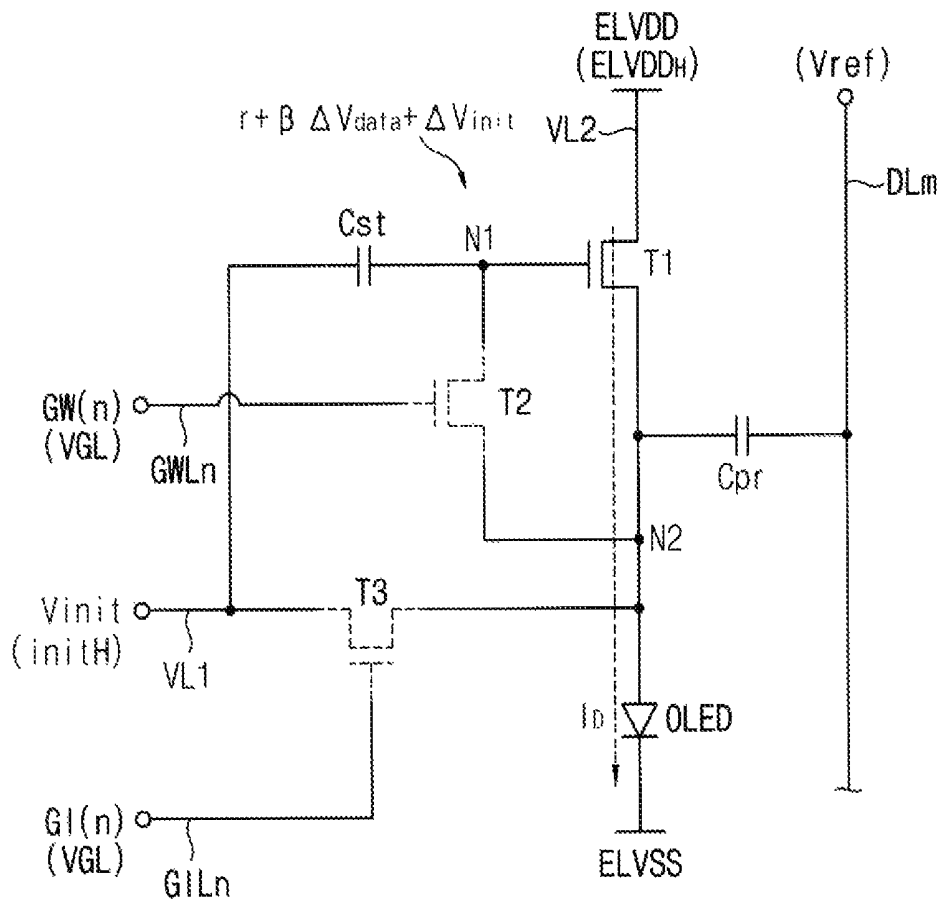 ELVDD
(ELVDDH)
(Vref)
r + β ΔVdata+ ΔVinit
VL2
DLm
Cst
N1
T1
T2
GW(n)
(VGL)
GWLn
Cpr
N2
T3
Vinit
(initH)
VL1
ID
OLED
GI(n)
(VGL)
GILn
ELVSS